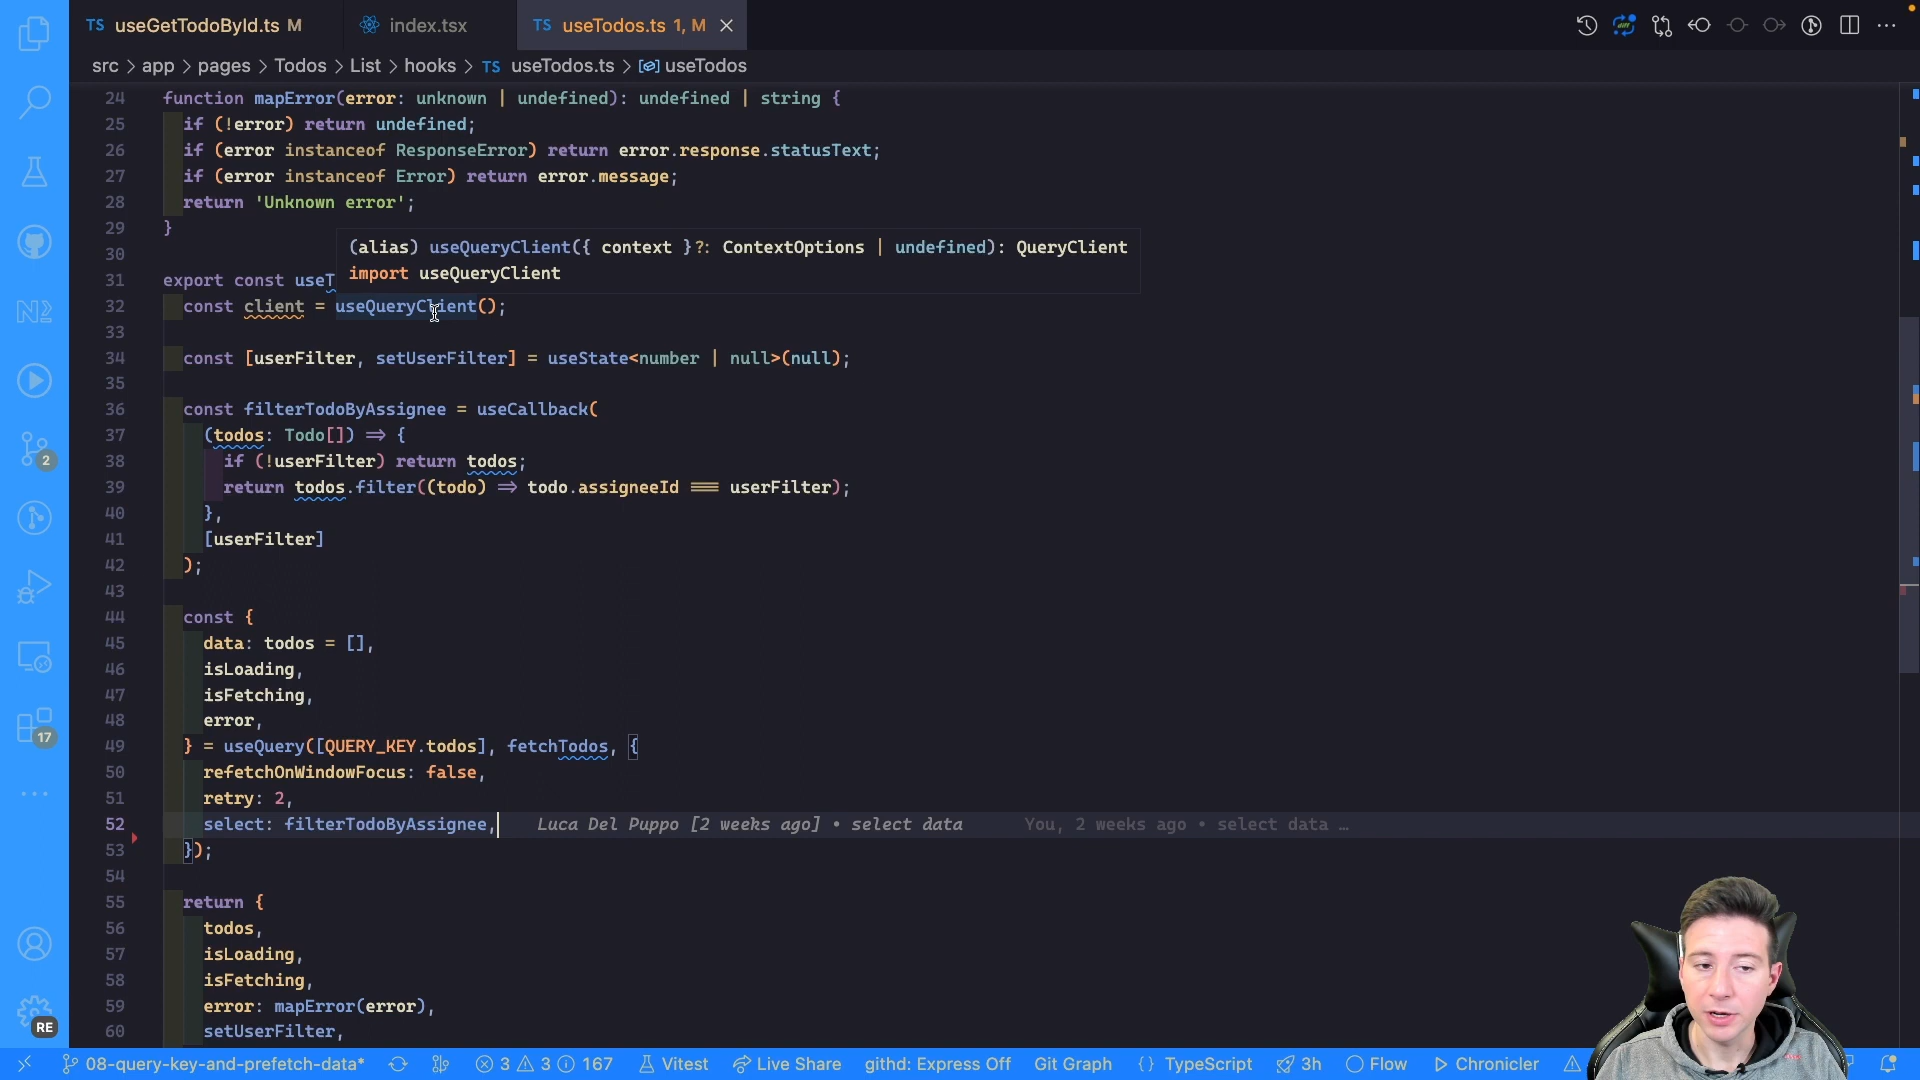 TS useGetTodoById.ts M index.tsx TS useTodos.ts 1, M
src > app > pages > Todos > List > hooks > TS useTodos.ts > useTodos
24 function mapError(error: unknown | undefined): undefined | string {
25 if (!error) return undefined;
26 if (error instanceof ResponseError) return error.response.statusText;
27 if (error instanceof Error) return error.message;
28 return 'Unknown error';
29 }
30
(alias) useQueryClient({ context }?: ContextOptions | undefined): QueryClient
import useQueryClient
31 export const useT
32 const client = useQueryClient();
33
34 const [userFilter, setUserFilter] = useState<number | null>(null);
35
36 const filterTodoByAssignee = useCallback(
37 (todos: Todo[]) => {
38 if (!userFilter) return todos;
39 return todos.filter((todo) => todo.assigneeId === userFilter);
40 },
41 [userFilter]
42 );
43
44 const {
45 data: todos = [],
46 isLoading,
47 isFetching,
48 error,
49 } = useQuery([QUERY_KEY.todos], fetchTodos, {
50 refetchOnWindowFocus: false,
51 retry: 2,
52 select: filterTodoByAssignee, Luca Del Puppo [2 weeks ago] • select data You, 2 weeks ago • select data …
53 });
54
55 return {
56 todos,
57 isLoading,
58 isFetching,
59 error: mapError(error),
60 setUserFilter,
2
17
RE
08-query-key-and-prefetch-data* 3 3 167 Vitest Live Share githd: Express Off Git Graph {} TypeScript 3h Flow Chronicler